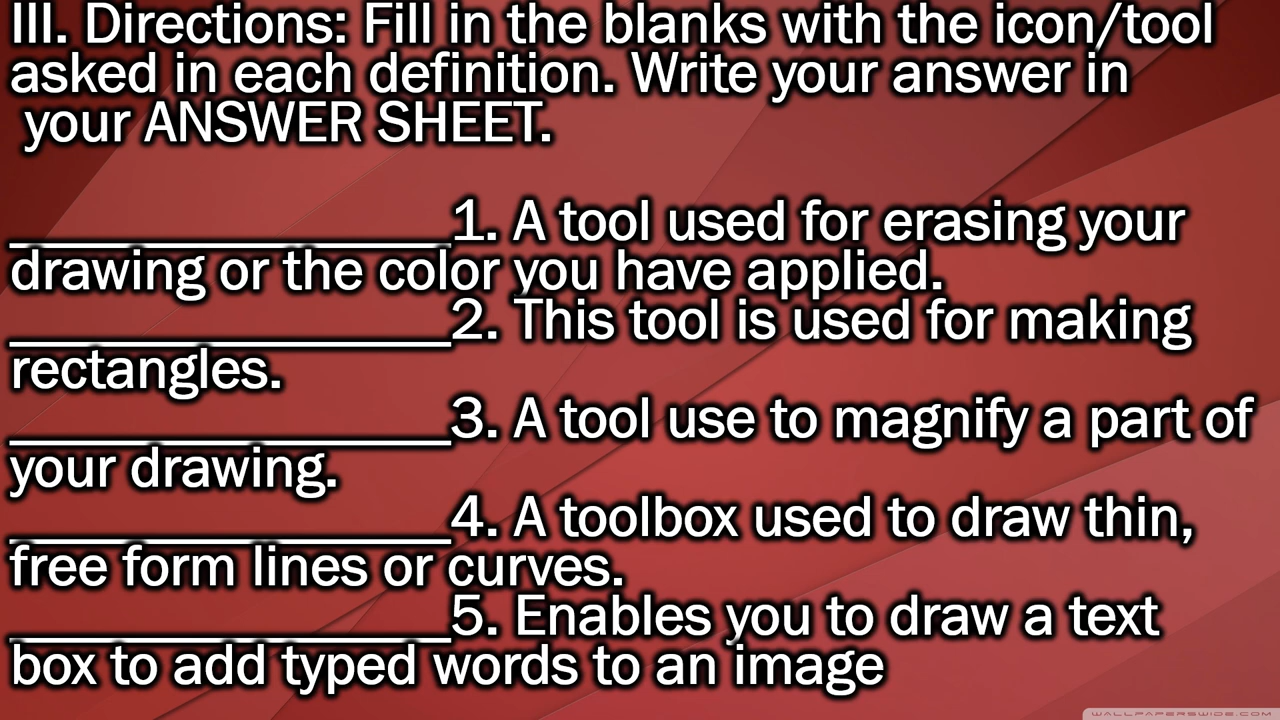 III. Directions: Fill in the blanks with the icon/tool
asked in each definition. Write your answer in
your ANSWER SHEET.
________________1. A tool used for erasing your
drawing or the color you have applied.
________________2. This tool is used for making
rectangles.
________________3. A tool use to magnify a part of
your drawing.
________________4. A toolbox used to draw thin,
free form lines or curves.
________________5. Enables you to draw a text
box to add typed words to an image
WALLPAPERSWIDE.COM